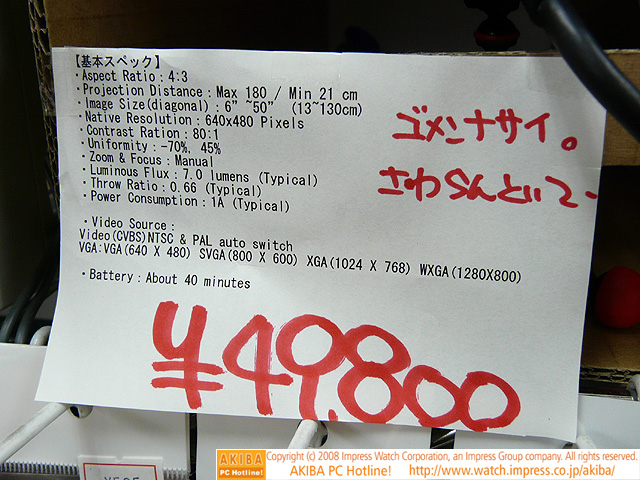 【基本スペック】
・Aspect Ratio : 4:3
・Projection Distance : Max 180 / Min 21 cm
・Image Size(diagonal) : 6" ~50" (13~130cm)
・Native Resolution : 640x480 Pixels
・Contrast Ration : 80:1
・Uniformity : -70%, 45%
・Zoom & Focus : Manual
・Luminous Flux : 7.0 lumens (Typical)
・Throw Ratio : 0.66 (Typical)
・Power Consumption : 1A (Typical)
・Video Source :
Video(CVBS)NTSC & PAL auto switch
VGA:VGA(640 X 480) SVGA(800 X 600) XGA(1024 X 768) WXGA(1280X800)
・Battery : About 40 minutes
ゴメンナサイ。
さわらんといてー
¥49,800
AKIBA
PC Hotline!
Copyright (c) 2008 Impress Watch Corporation, an Impress Group company. All rights reserved.
AKIBA PC Hotline! http://www.watch.impress.co.jp/akiba/